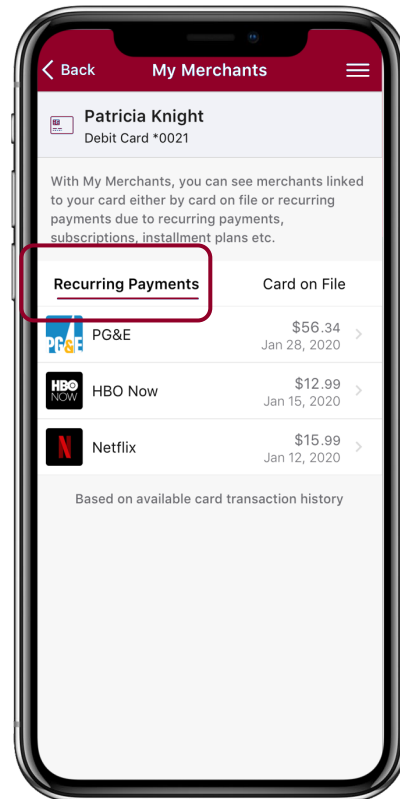 Back
My Merchants
Patricia Knight
Debit Card *0021
With My Merchants, you can see merchants linked
to your card either by card on file or recurring
payments due to recurring payments,
subscriptions, installment plans etc.
Recurring Payments
Card on File
PG&E
PG&E
$56.34
Jan 28, 2020
HBO
NOW
HBO Now
$12.99
Jan 15, 2020
N
Netflix
$15.99
Jan 12, 2020
Based on available card transaction history